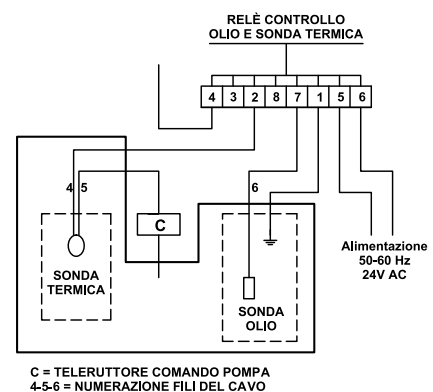 RELÈ CONTROLLO
OLIO E SONDA TERMICA
4 3 2 8 7 1 5 6
4 5
6
C
SONDA
TERMICA
SONDA
OLIO
Alimentazione
50-60 Hz
24V AC
C = TELERUTTORE COMANDO POMPA
4-5-6 = NUMERAZIONE FILI DEL CAVO